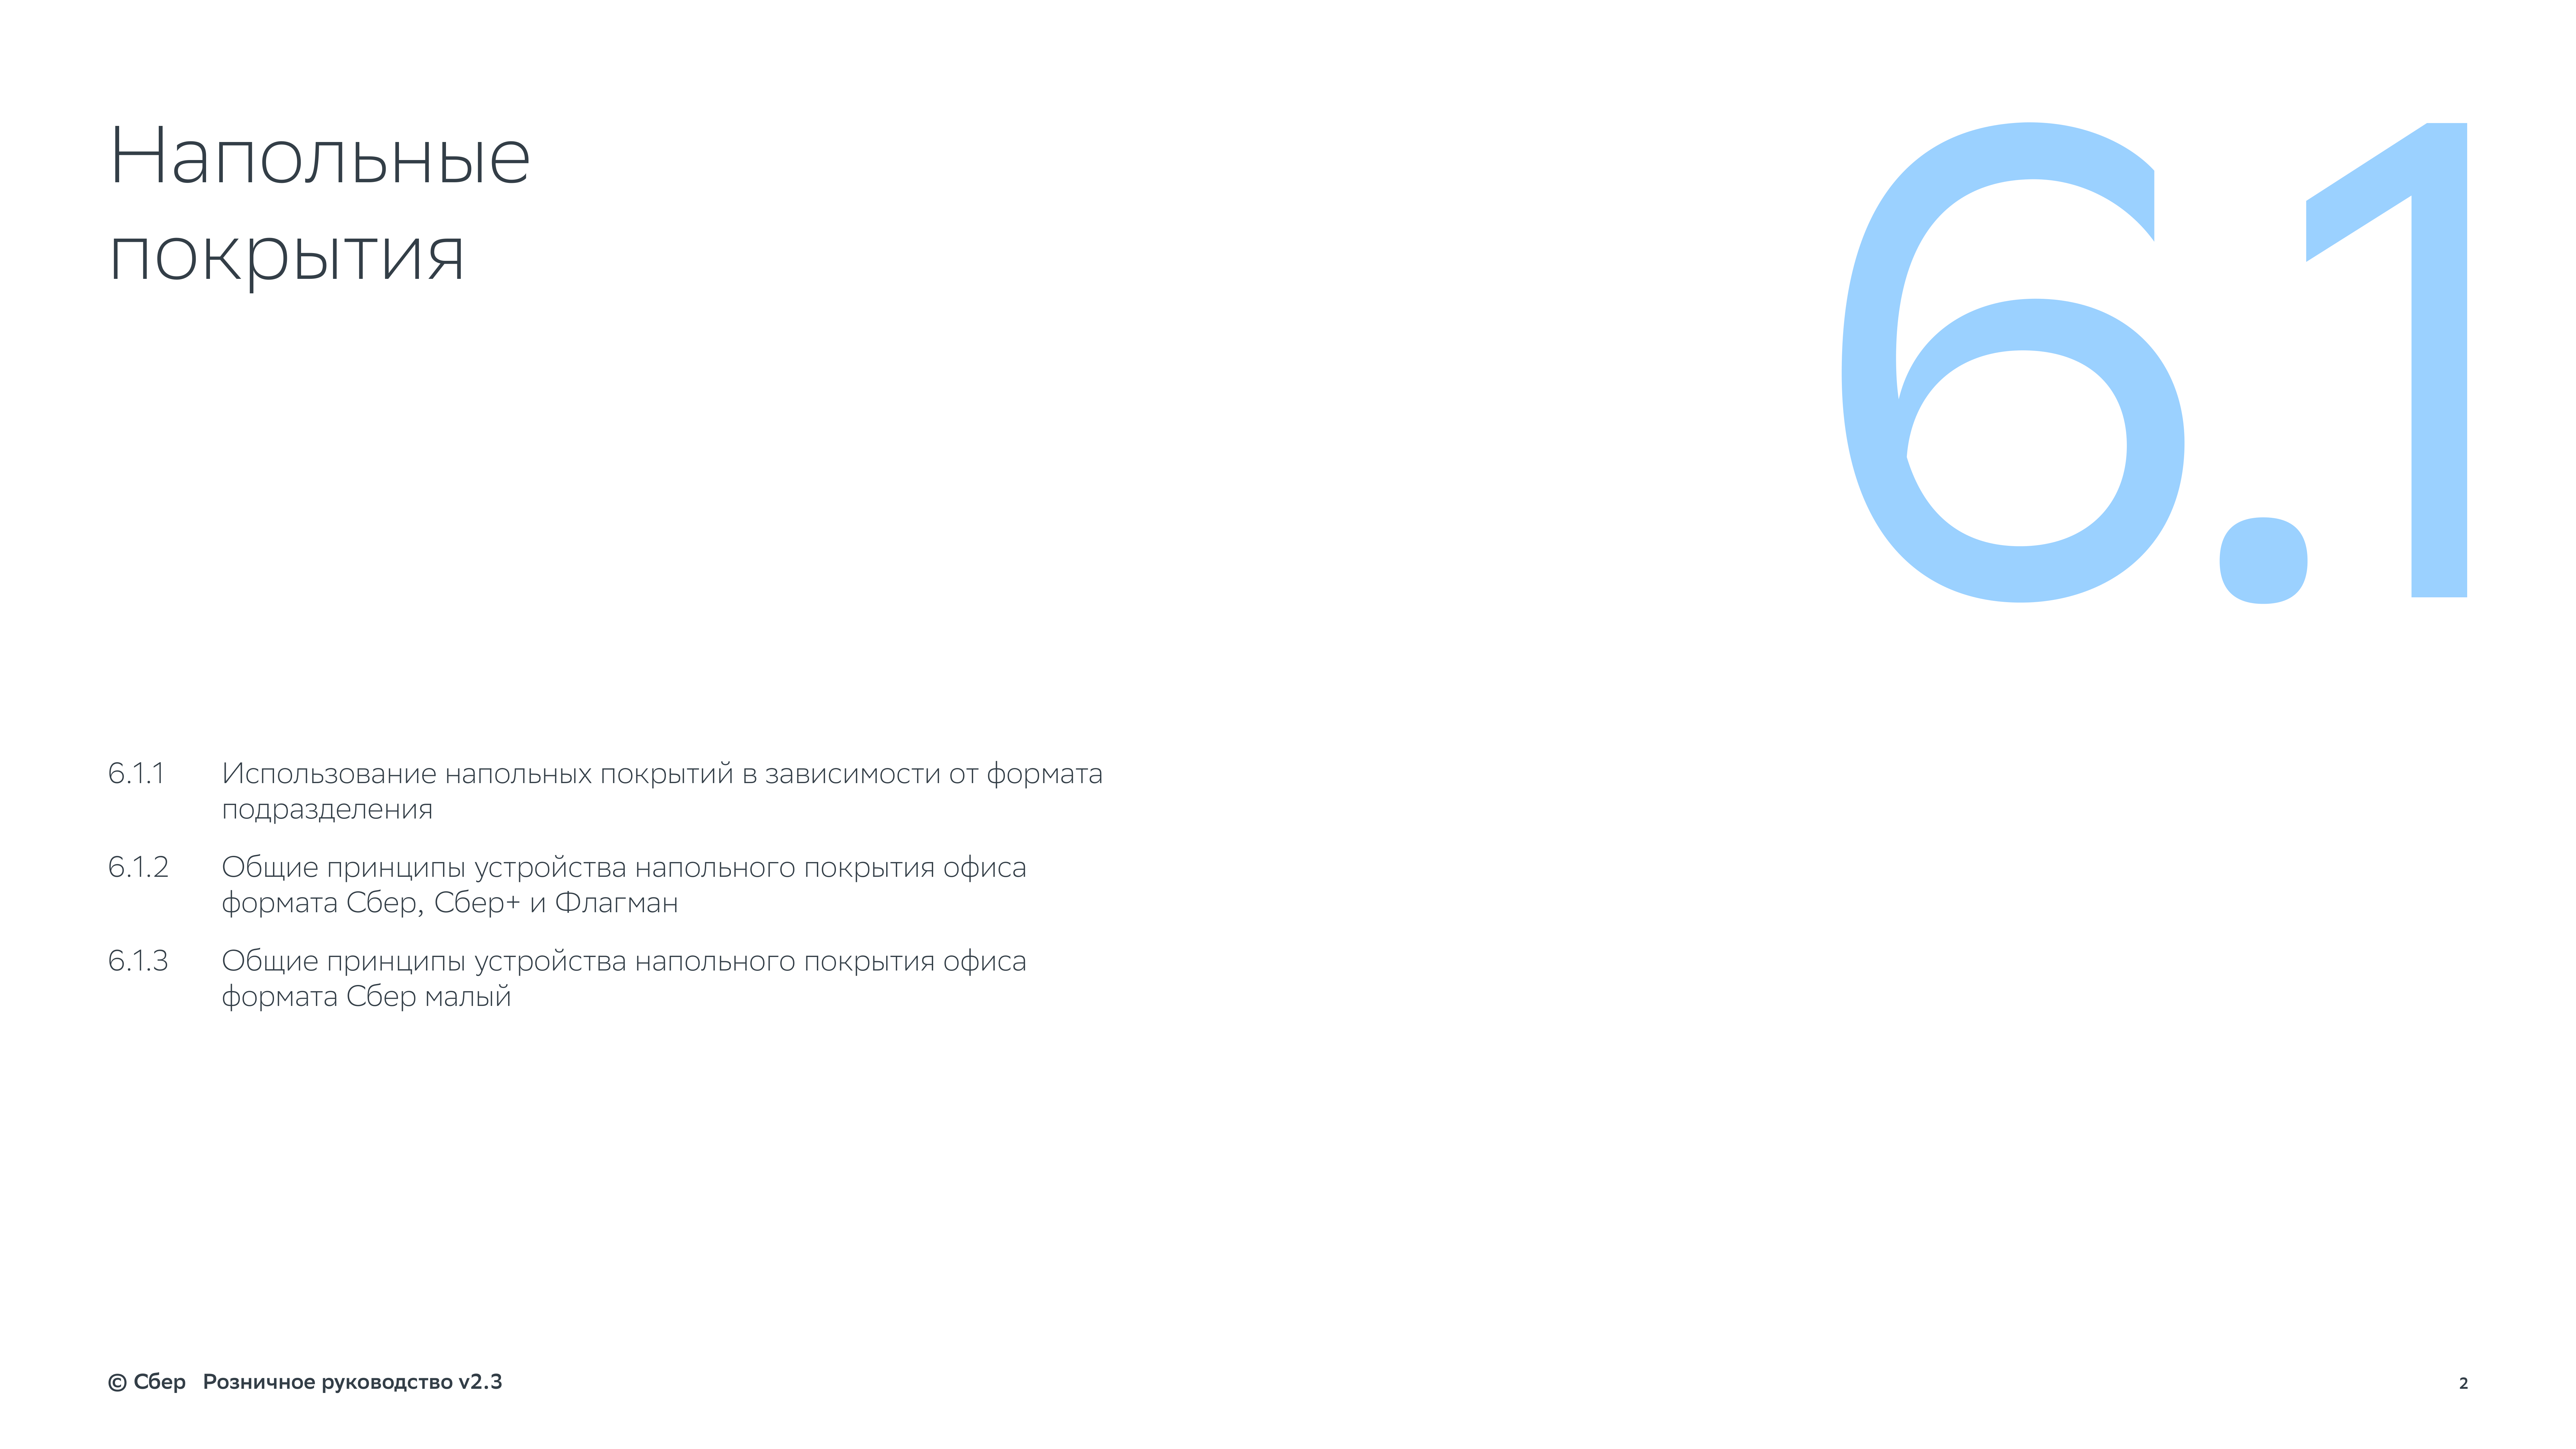 Напольные
покрытия
6.1
6.1.1 Использование напольных покрытий в зависимости от формата
подразделения
6.1.2 Общие принципы устройства напольного покрытия офиса
формата Сбер, Сбер+ и Флагман
6.1.3 Общие принципы устройства напольного покрытия офиса
формата Сбер малый
© Сбер Розничное руководство v2.3
2